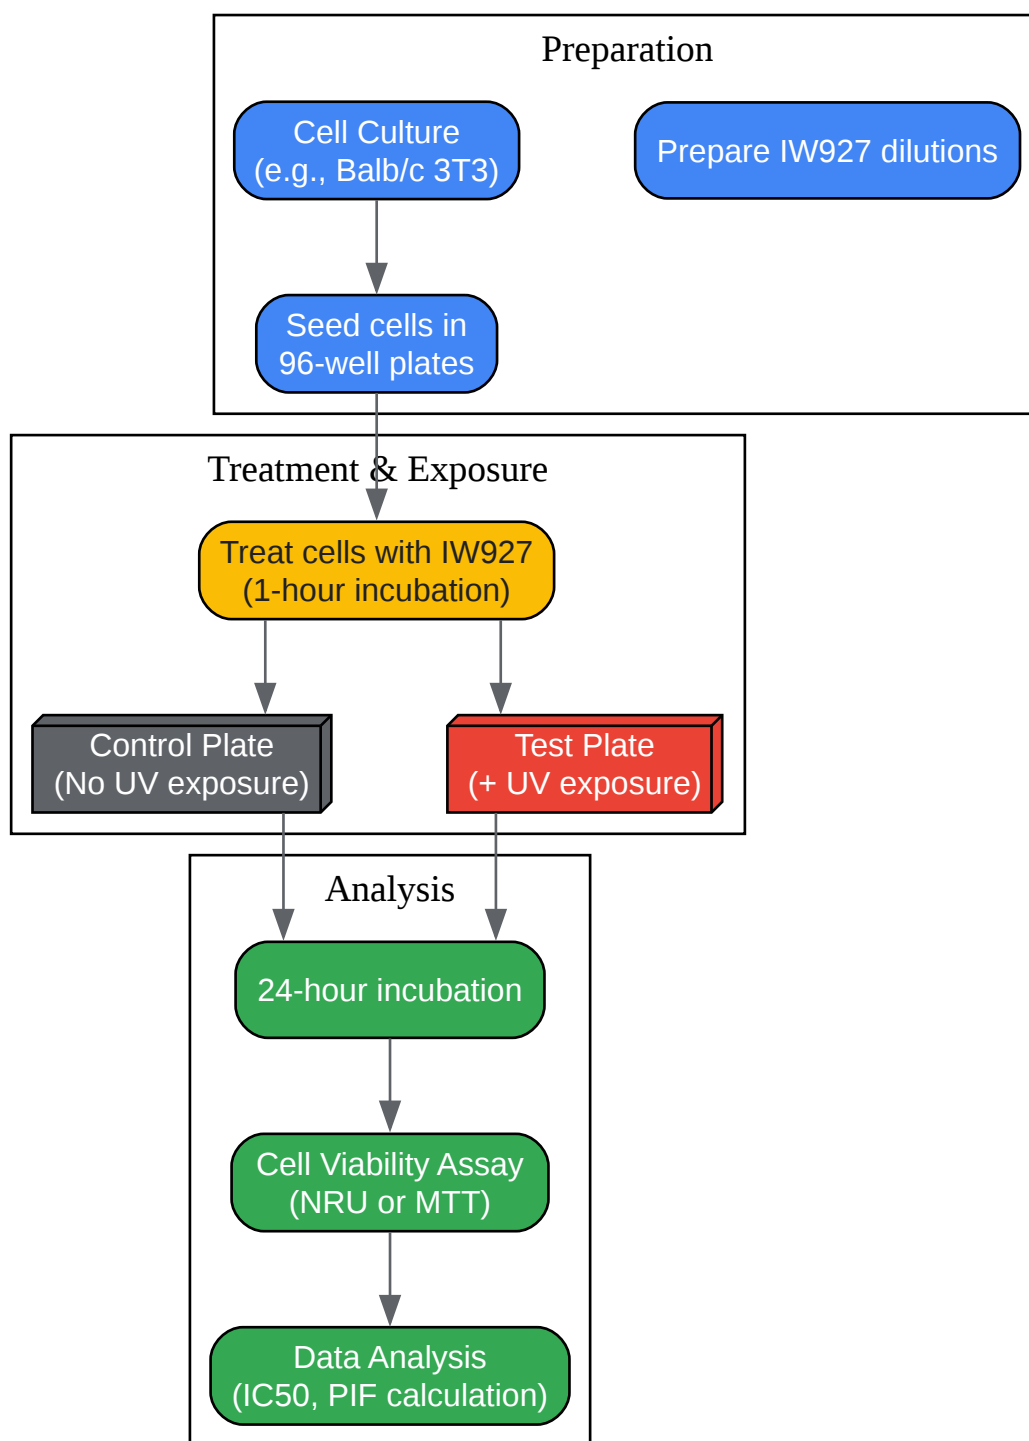 Preparation
Cell Culture
(e.g., Balb/c 3T3)
Prepare IW927 dilutions
Seed cells in
96-well plates
Treatment & Exposure
Treat cells with IW927
(1-hour incubation)
Control Plate
(No UV exposure)
Test Plate
(+ UV exposure)
Analysis
24-hour incubation
Cell Viability Assay
(NRU or MTT)
Data Analysis
(IC50, PIF calculation)